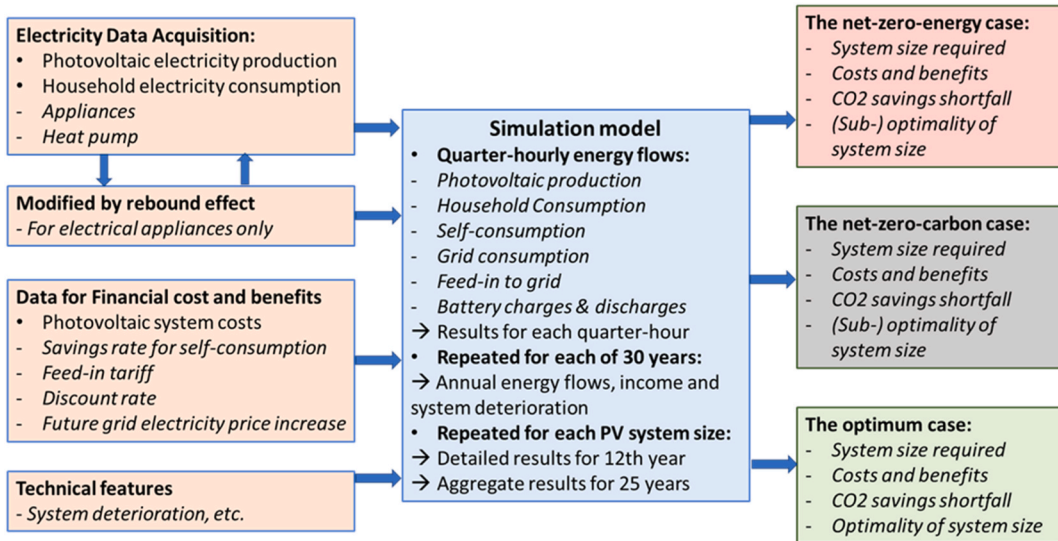 Electricity Data Acquisition:
• Photovoltaic electricity production
• Household electricity consumption
- Appliances
- Heat pump
Modified by rebound effect
- For electrical appliances only
Data for Financial cost and benefits
• Photovoltaic system costs
- Savings rate for self-consumption
- Feed-in tariff
- Discount rate
- Future grid electricity price increase
Technical features
- System deterioration, etc.
Simulation model
• Quarter-hourly energy flows:
- Photovoltaic production
- Household Consumption
- Self-consumption
- Grid consumption
- Feed-in to grid
- Battery charges & discharges
→ Results for each quarter-hour
• Repeated for each of 30 years:
→ Annual energy flows, income and
system deterioration
• Repeated for each PV system size:
→ Detailed results for 12th year
→ Aggregate results for 25 years
The net-zero-energy case:
- System size required
- Costs and benefits
- CO2 savings shortfall
- (Sub-) optimality of
system size
The net-zero-carbon case:
- System size required
- Costs and benefits
- CO2 savings shortfall
- (Sub-) optimality of
system size
The optimum case:
- System size required
- Costs and benefits
- CO2 savings shortfall
- Optimality of system size